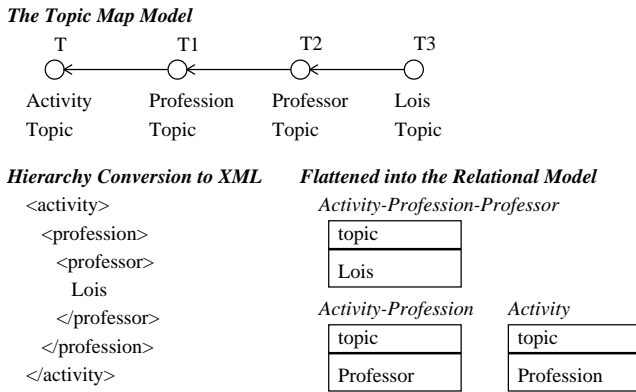 The Topic Map Model
T T1 T2 T3
Activity Profession Professor Lois
Topic Topic Topic Topic
Hierarchy Conversion to XML
<activity>
<profession>
<professor>
Lois
</professor>
</profession>
</activity>
Flattened into the Relational Model
Activity-Profession-Professor
topic
Lois
Activity-Profession
topic
Professor
Activity
topic
Profession